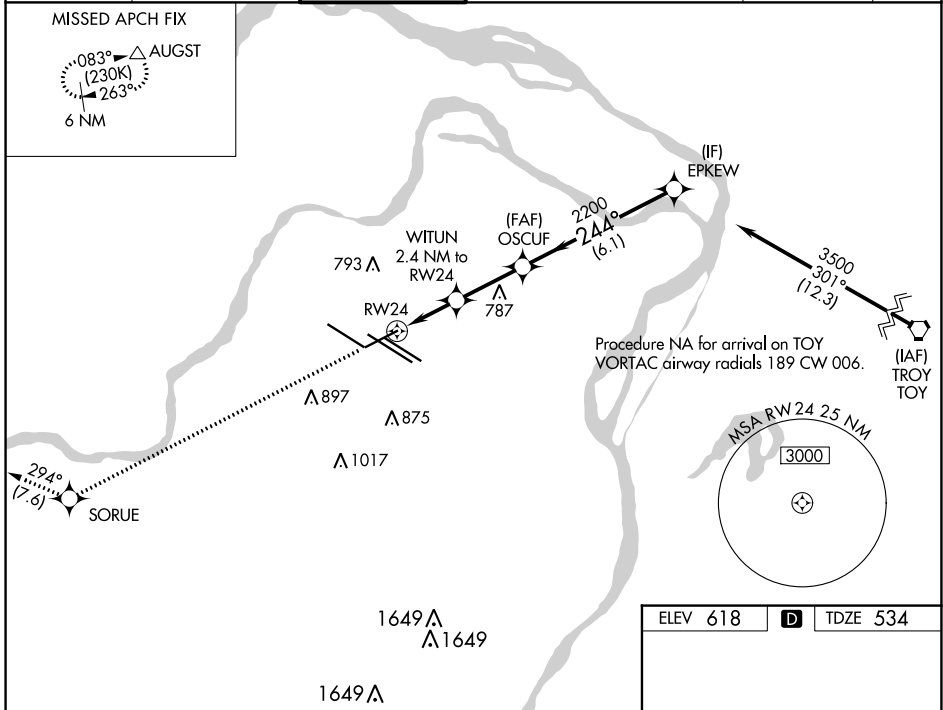 MISSED APCH FIX
083°
AUGST
(230K)
263°
6 NM
(IF)
EPKEW
2200
244°
(6.1)
(FAF)
OSCUF
WITUN
2.4 NM to
RW24
793
787
RW24
3500
301°
(12.3)
Procedure NA for arrival on TOY
VORTAC airway radials 189 CW 006.
(IAF)
TROY
TOY
897
875
1017
MSA RW24 25 NM
3000
294°
(7.6)
SORUE
1649
1649
1649
ELEV 618
D
TDZE 534